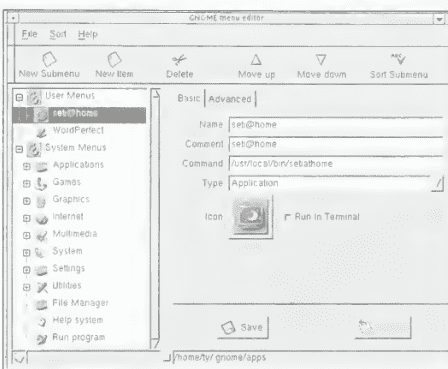 GNOME menu editor
File Sort Help
New Submenu New Item Delete Move up Move down Sort Submenu
User Menus
seti@home
WordPerfect
System Menus
Applications
Games
Graphics
Internet
Multimedia
System
Settings
Utilities
File Manager
Help system
Run program
Basic Advanced
Name seti@home
Comment seti@home
Command /usr/local/bin/setiathome
Type Application
Icon Run in Terminal
Save
/home/ty/.gnome/apps